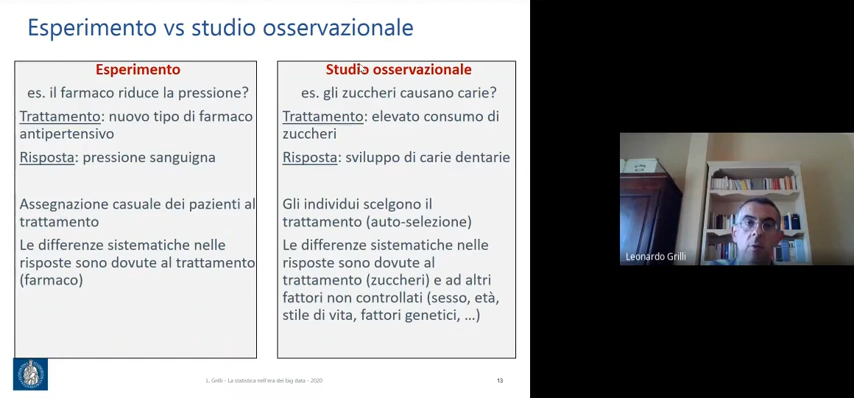 Esperimento vs studio osservazionale
Esperimento
es. il farmaco riduce la pressione?
Trattamento: nuovo tipo di farmaco
antipertensivo
Risposta: pressione sanguigna
Assegnazione casuale dei pazienti al
trattamento
Le differenze sistematiche nelle
risposte sono dovute al trattamento
(farmaco)
Studio osservazionale
es. gli zuccheri causano carie?
Trattamento: elevato consumo di
zuccheri
Risposta: sviluppo di carie dentarie
Gli individui scelgono il
trattamento (auto-selezione)
Le differenze sistematiche nelle
risposte sono dovute al
trattamento (zuccheri) e ad altri
fattori non controllati (sesso, età,
stile di vita, fattori genetici, …)
L. Grilli - La statistica nell'era dei big data - 2020
13
Leonardo Grilli